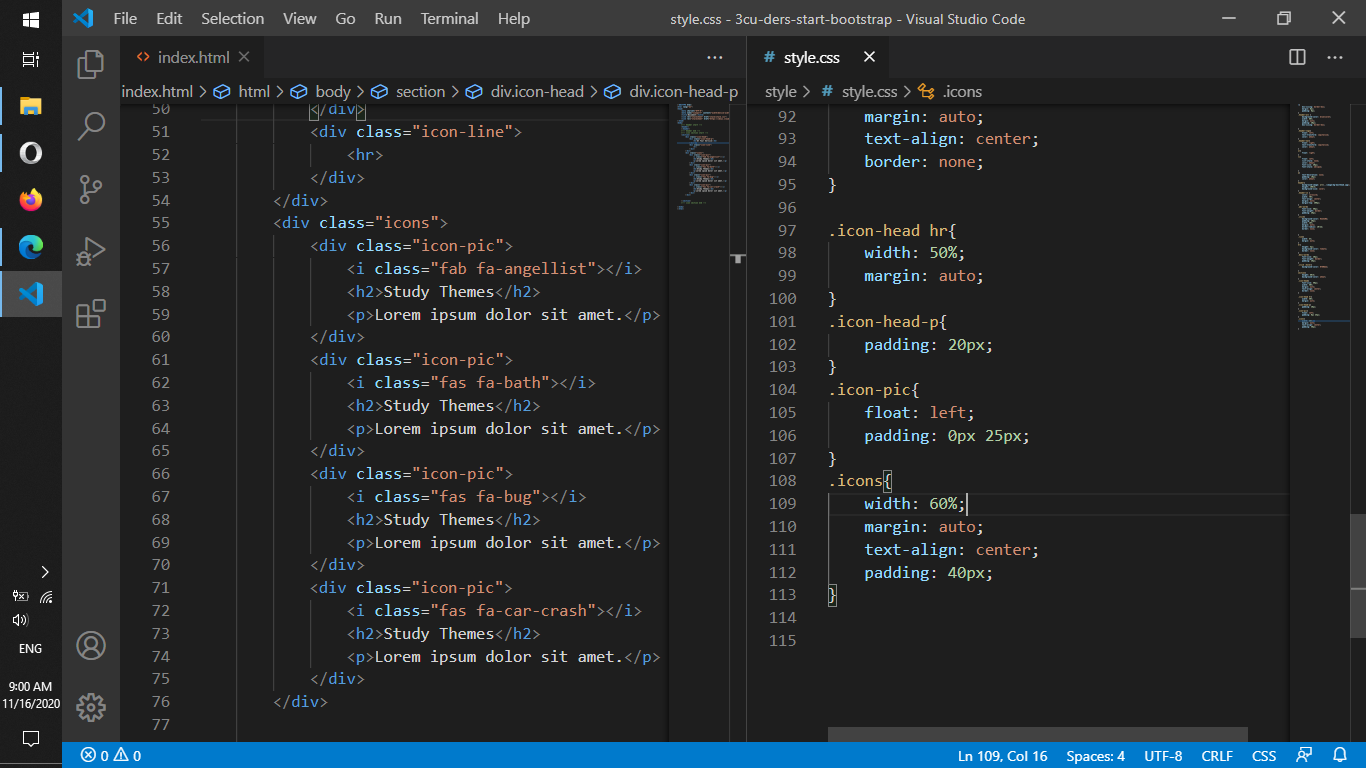 File Edit Selection View Go Run Terminal Help
style.css - 3cu-ders-start-bootstrap - Visual Studio Code
index.html
index.html > html > body > section > div.icon-head > div.icon-head-p
50 </div>
51 <div class="icon-line">
52 <hr>
53 </div>
54 </div>
55 <div class="icons">
56 <div class="icon-pic">
57 <i class="fab fa-angellist"></i>
58 <h2>Study Themes</h2>
59 <p>Lorem ipsum dolor sit amet.</p>
60 </div>
61 <div class="icon-pic">
62 <i class="fas fa-bath"></i>
63 <h2>Study Themes</h2>
64 <p>Lorem ipsum dolor sit amet.</p>
65 </div>
66 <div class="icon-pic">
67 <i class="fas fa-bug"></i>
68 <h2>Study Themes</h2>
69 <p>Lorem ipsum dolor sit amet.</p>
70 </div>
71 <div class="icon-pic">
72 <i class="fas fa-car-crash"></i>
73 <h2>Study Themes</h2>
74 <p>Lorem ipsum dolor sit amet.</p>
75 </div>
76 </div>
77
# style.css
style > # style.css > .icons
92 margin: auto;
93 text-align: center;
94 border: none;
95 }
96
97 .icon-head hr{
98 width: 50%;
99 margin: auto;
100 }
101 .icon-head-p{
102 padding: 20px;
103 }
104 .icon-pic{
105 float: left;
106 padding: 0px 25px;
107 }
108 .icons{
109 width: 60%;
110 margin: auto;
111 text-align: center;
112 padding: 40px;
113 }
114
115
ENG
9:00 AM
11/16/2020
0 0
Ln 109, Col 16 Spaces: 4 UTF-8 CRLF CSS